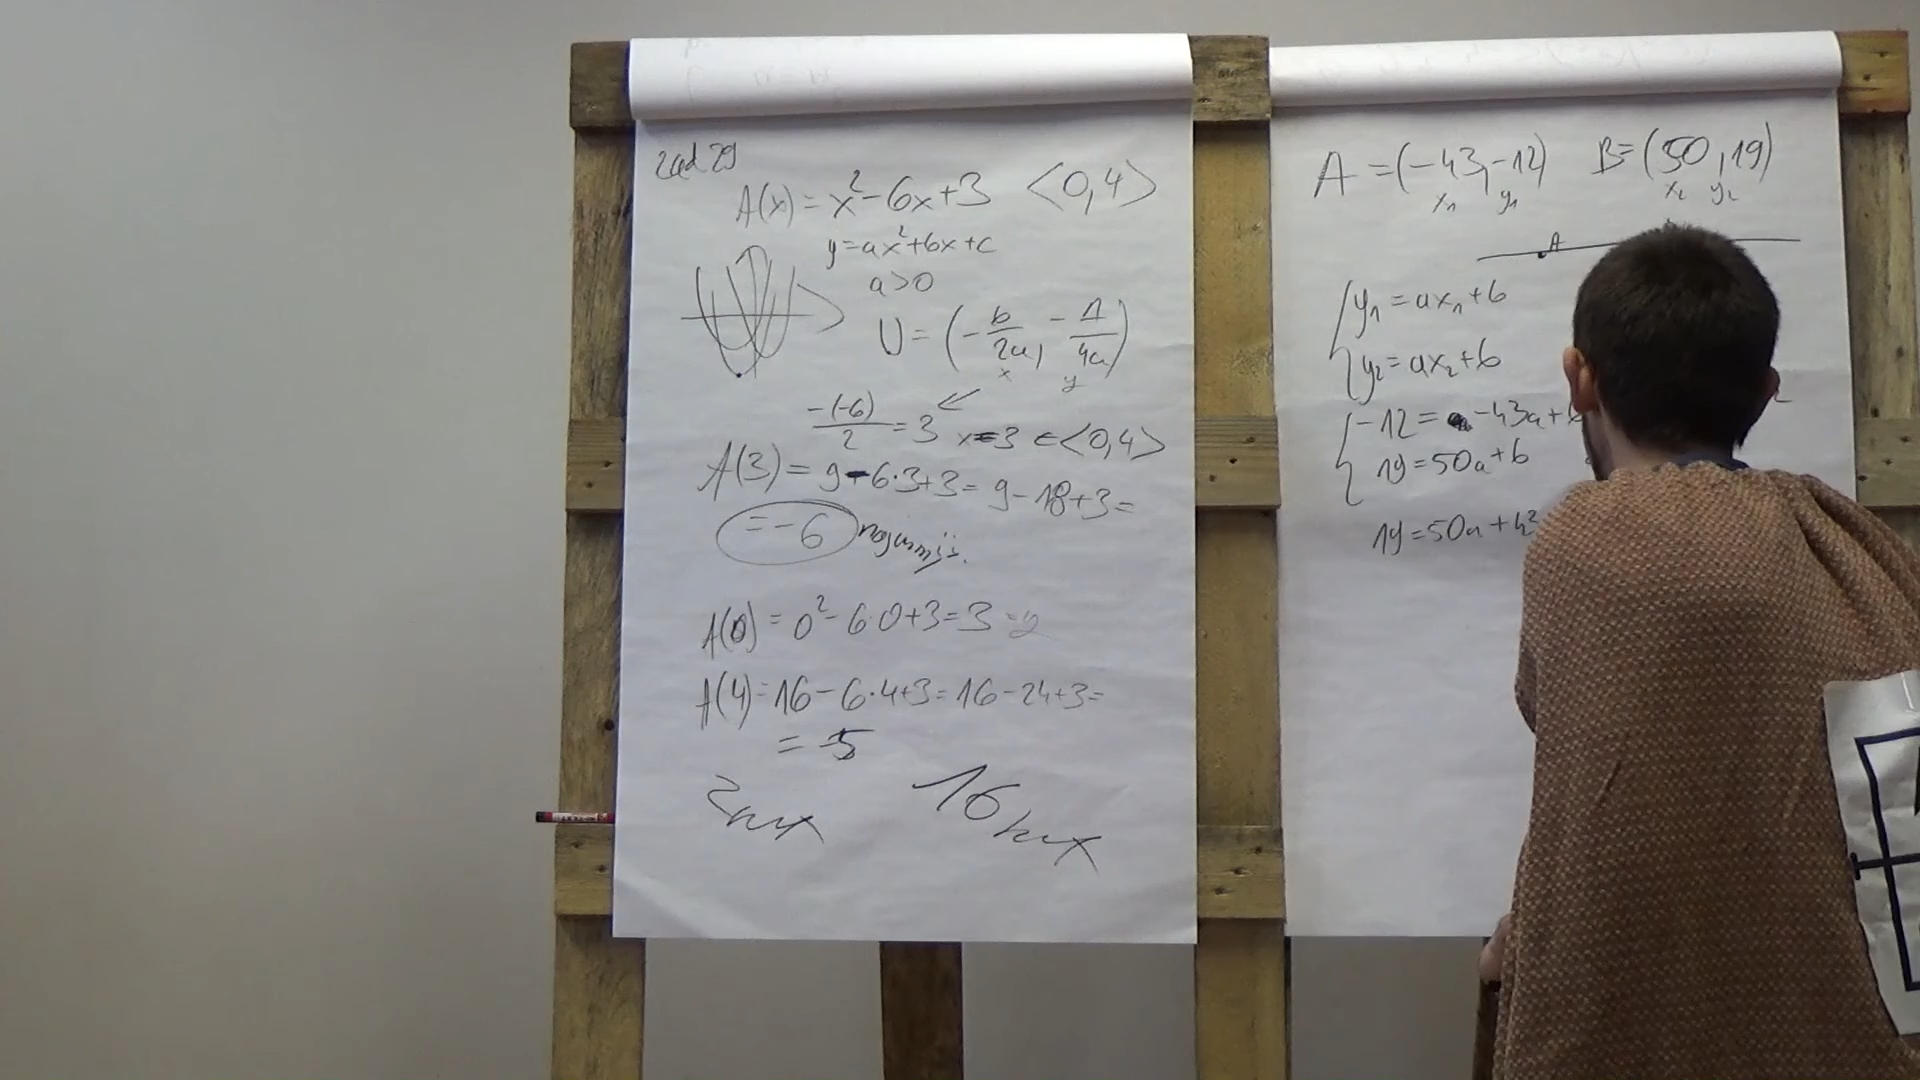 zad 29
A(x) = x²-6x+3 <0,4>
y=ax²+bx+c
a>0
U = (-b/2a, -Δ/4a)
x y
-(-6)/2 = 3 x=3 ∈<0,4>
A(3) = 9-6·3+3= 9-18+3=
= -6
A(0) = 0²-6·0+3=3 =y
A(4)=16-6·4+3=16-24+3=
= -5
16
A =(-43,-12) B=(50,19)
x₁ y₁ x₂ y₂
A
y₁ = ax₁+b
y₂ = ax₂+b
-12= -43a+b
19=50a+b
19=50a+